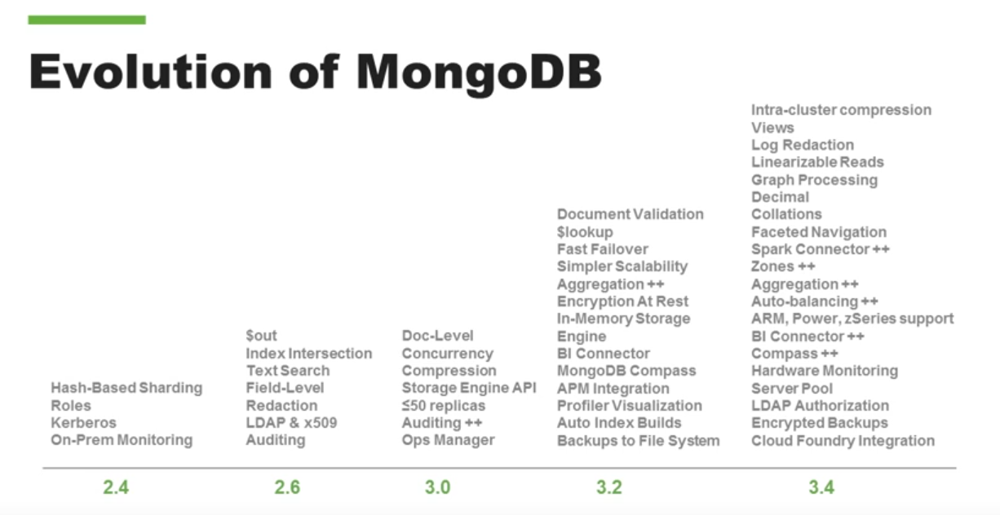 Evolution of MongoDB
Hash-Based Sharding
Roles
Kerberos
On-Prem Monitoring
2.4
$out
Index Intersection
Text Search
Field-Level
Redaction
LDAP & x509
Auditing
2.6
Doc-Level
Concurrency
Compression
Storage Engine API
≤50 replicas
Auditing ++
Ops Manager
3.0
Document Validation
$lookup
Fast Failover
Simpler Scalability
Aggregation ++
Encryption At Rest
In-Memory Storage
Engine
BI Connector
MongoDB Compass
APM Integration
Profiler Visualization
Auto Index Builds
Backups to File System
3.2
Intra-cluster compression
Views
Log Redaction
Linearizable Reads
Graph Processing
Decimal
Collations
Faceted Navigation
Spark Connector ++
Zones ++
Aggregation ++
Auto-balancing ++
ARM, Power, zSeries support
BI Connector ++
Compass ++
Hardware Monitoring
Server Pool
LDAP Authorization
Encrypted Backups
Cloud Foundry Integration
3.4